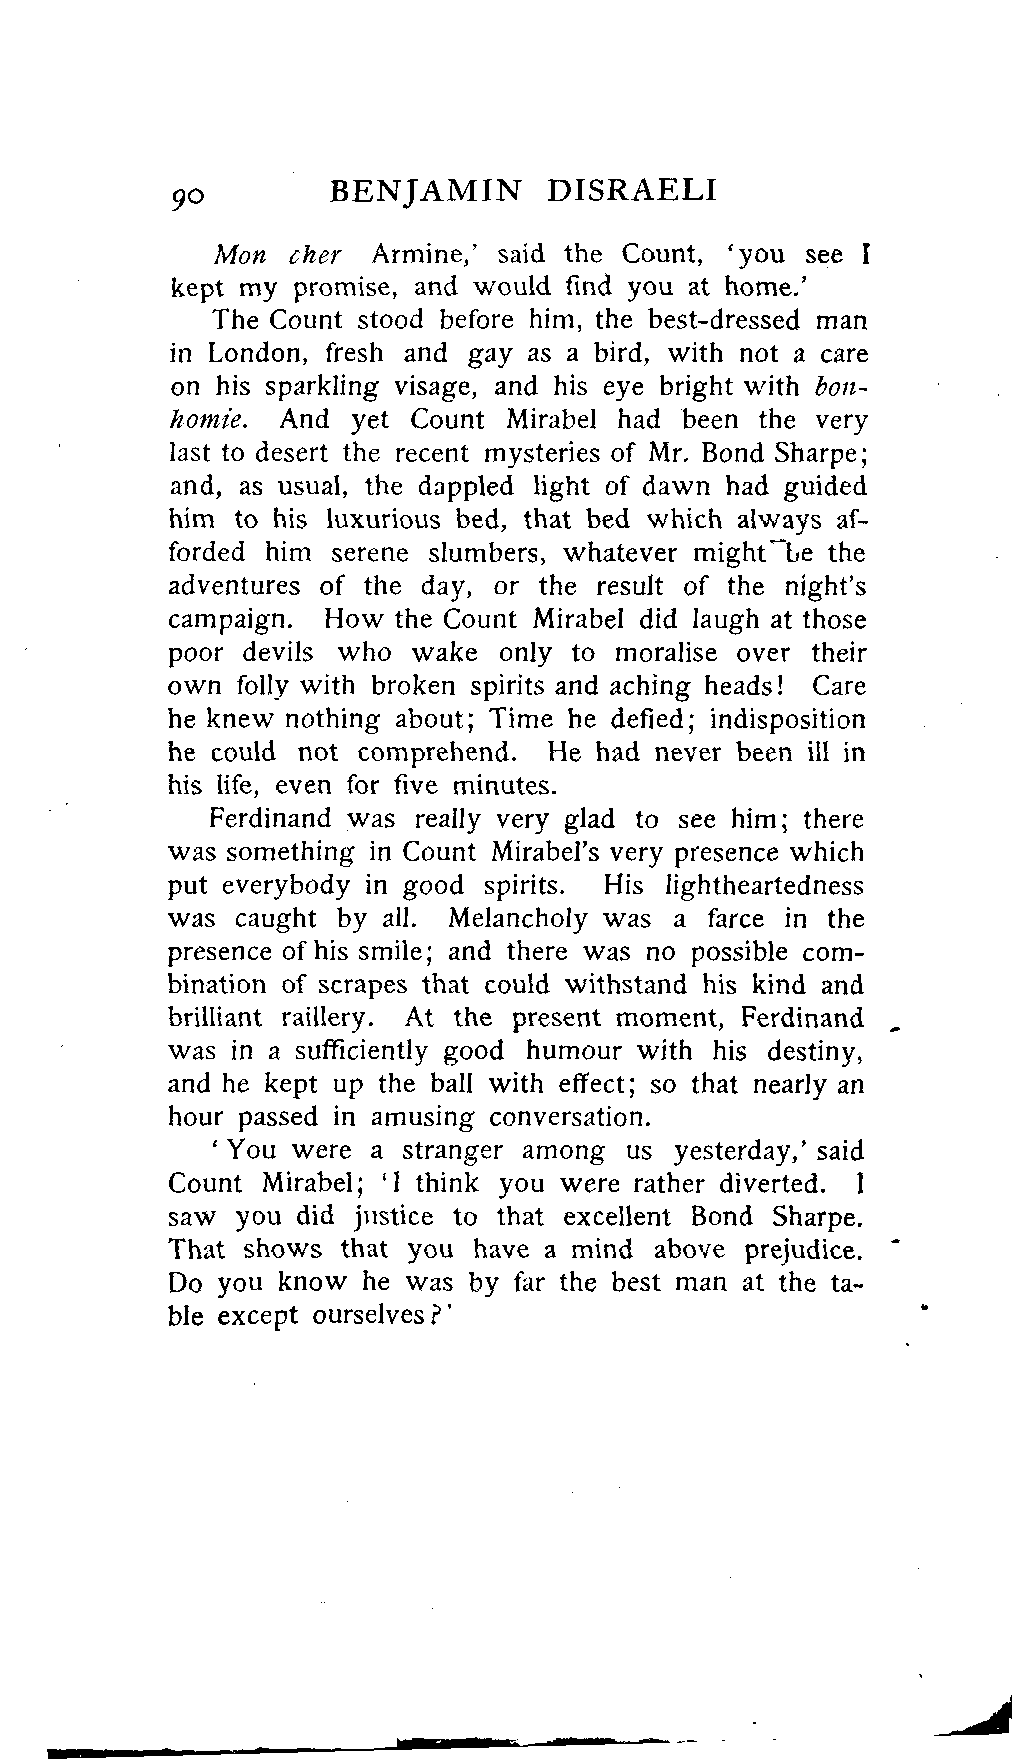 90 BENJAMIN DISRAELI
Mon cher Armine,' said the Count, 'you see I
kept my promise, and would find you at home.'
The Count stood before him, the best-dressed man
in London, fresh and gay as a bird, with not a care
on his sparkling visage, and his eye bright with bon-
homie. And yet Count Mirabel had been the very
last to desert the recent mysteries of Mr. Bond Sharpe;
and, as usual, the dappled light of dawn had guided
him to his luxurious bed, that bed which always af-
forded him serene slumbers, whatever might be the
adventures of the day, or the result of the night's
campaign. How the Count Mirabel did laugh at those
poor devils who wake only to moralise over their
own folly with broken spirits and aching heads! Care
he knew nothing about; Time he defied; indisposition
he could not comprehend. He had never been ill in
his life, even for five minutes.
Ferdinand was really very glad to see him; there
was something in Count Mirabel's very presence which
put everybody in good spirits. His lightheartedness
was caught by all. Melancholy was a farce in the
presence of his smile; and there was no possible com-
bination of scrapes that could withstand his kind and
brilliant raillery. At the present moment, Ferdinand
was in a sufficiently good humour with his destiny,
and he kept up the ball with effect; so that nearly an
hour passed in amusing conversation.
'You were a stranger among us yesterday,' said
Count Mirabel; 'I think you were rather diverted. I
saw you did justice to that excellent Bond Sharpe.
That shows that you have a mind above prejudice.
Do you know he was by far the best man at the ta-
ble except ourselves?'